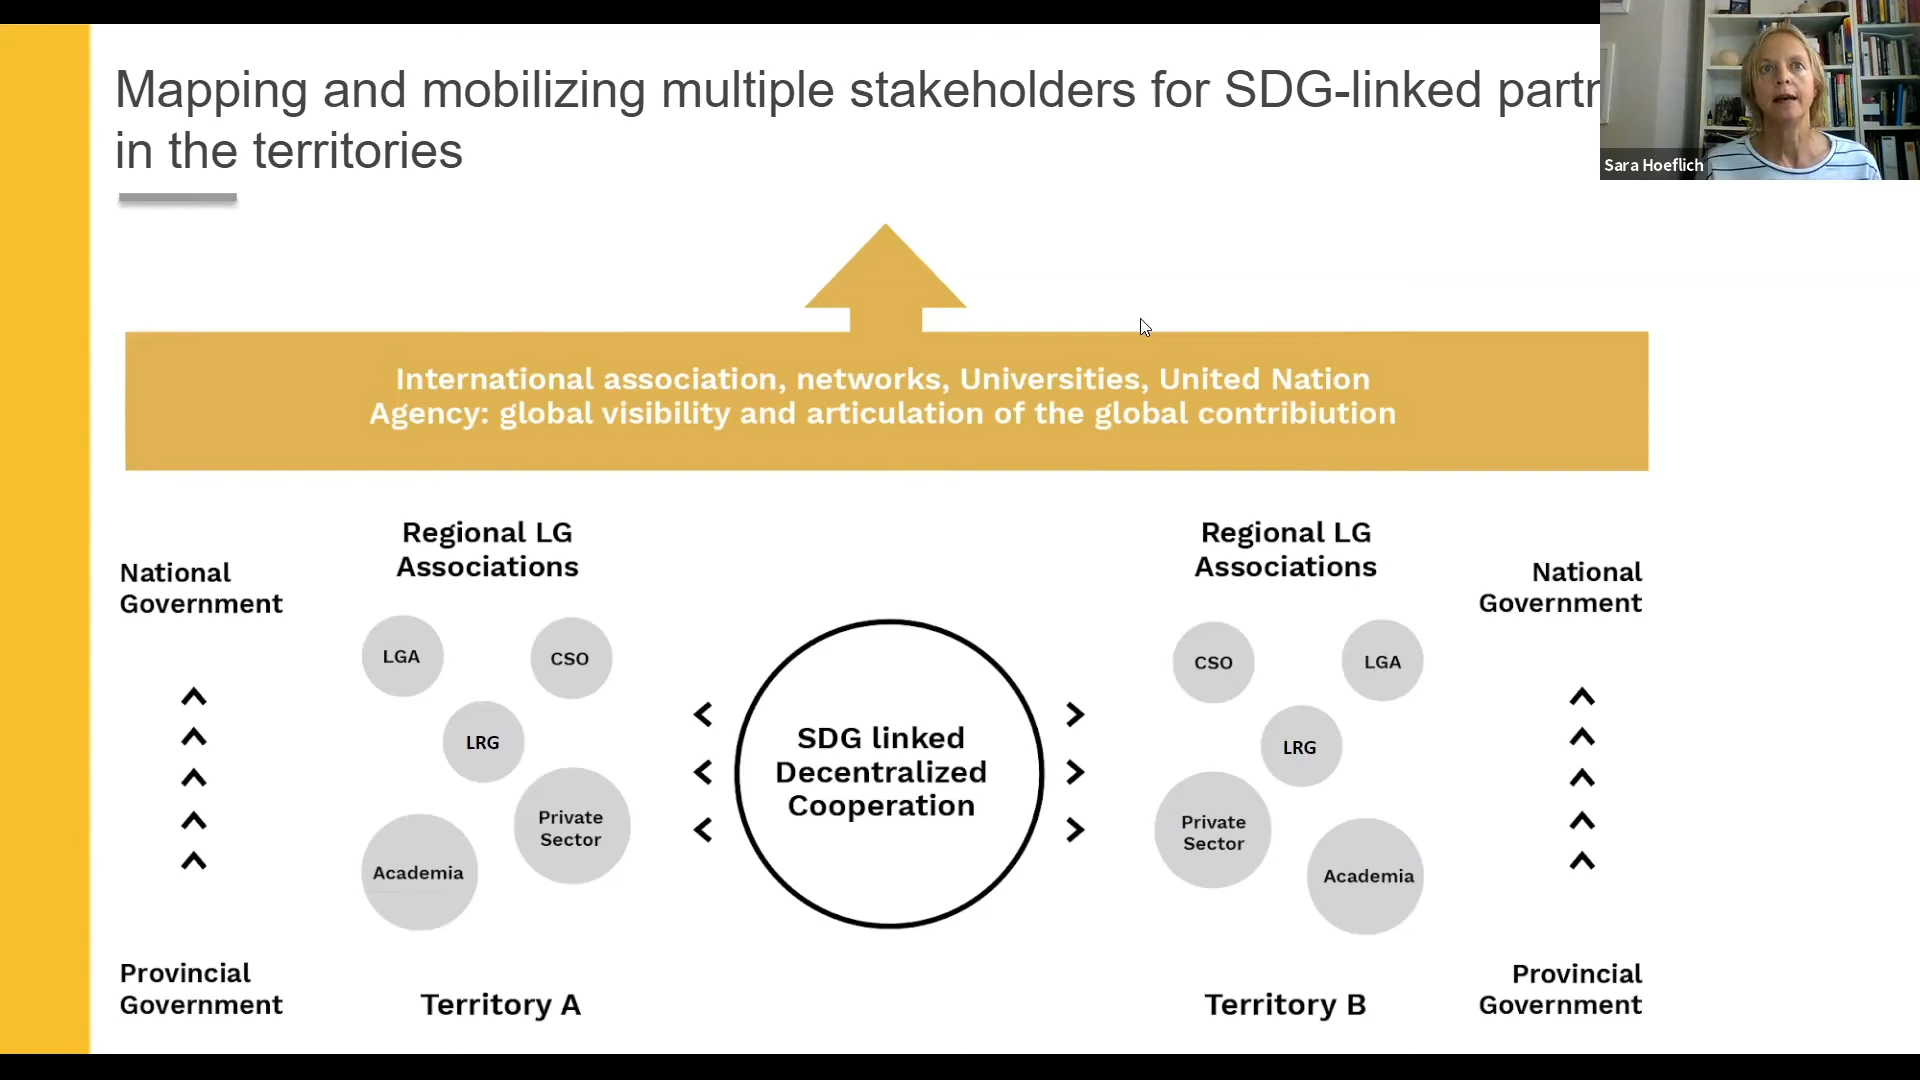 Mapping and mobilizing multiple stakeholders for SDG-linked
in the territories
Sara Hoeflich
International association, networks, Universities, United Nation
Agency: global visibility and articulation of the global contribiution
Regional LG
Associations
National
Government
LGA
CSO
LRG
Private
Sector
Academia
Provincial
Government
Territory A
SDG linked
Decentralized
Cooperation
Regional LG
Associations
National
Government
CSO
LGA
LRG
Private
Sector
Academia
Territory B
Provincial
Government